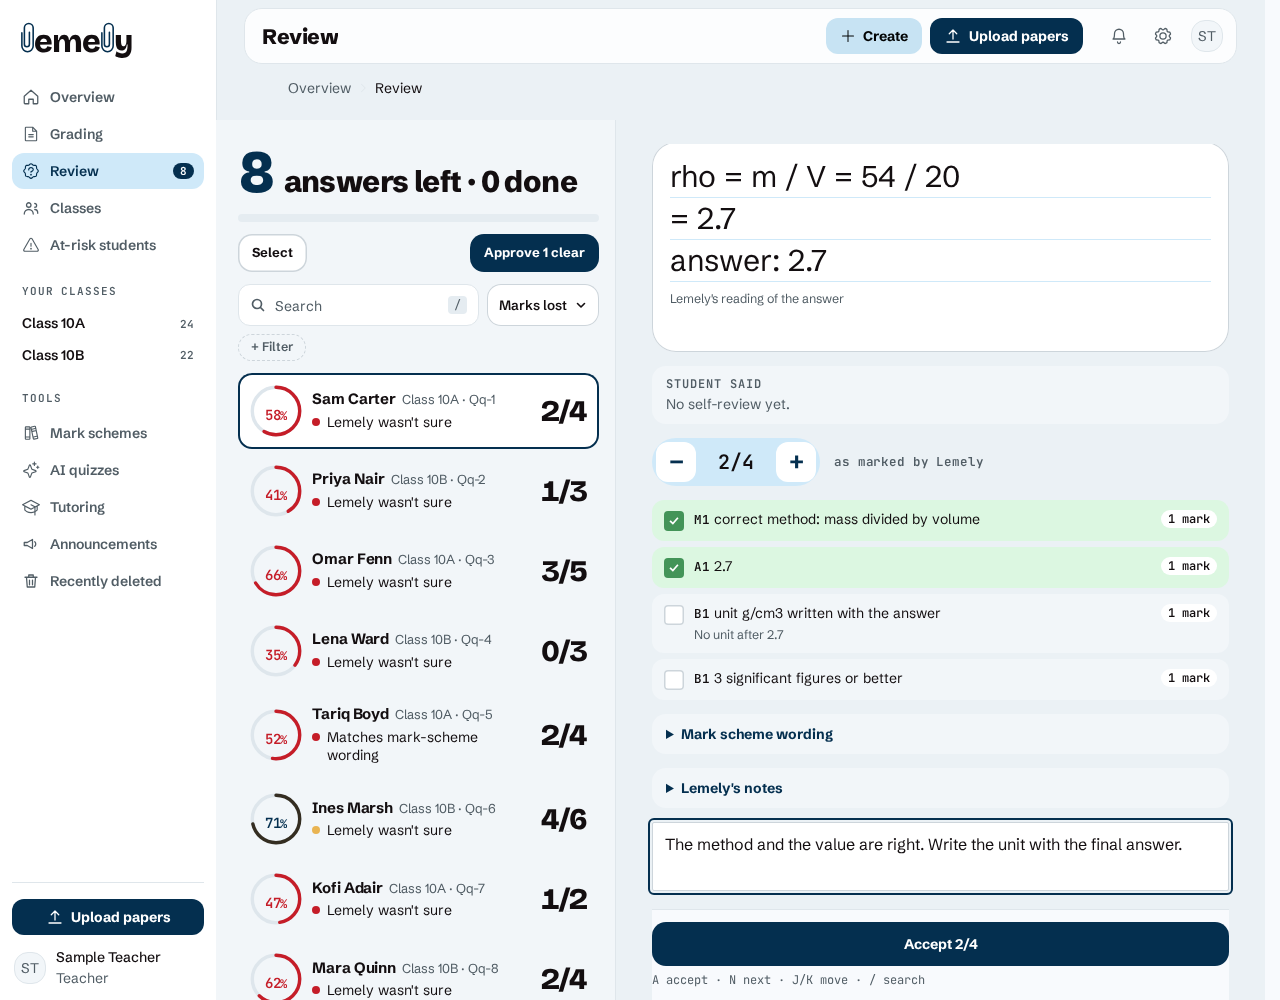 lemely
Overview
Grading
Review 8
Classes
At-risk students
YOUR CLASSES
Class 10A 24
Class 10B 22
TOOLS
Mark schemes
AI quizzes
Tutoring
Announcements
Recently deleted
Upload papers
ST Sample Teacher
Teacher
Review
Create
Upload papers
ST
Overview Review
8 answers left · 0 done
Select
Approve 1 clear
Search /
Marks lost
+ Filter
58% Sam Carter Class 10A · Qq-1 2/4
Lemely wasn't sure
41% Priya Nair Class 10B · Qq-2 1/3
Lemely wasn't sure
66% Omar Fenn Class 10A · Qq-3 3/5
Lemely wasn't sure
35% Lena Ward Class 10B · Qq-4 0/3
Lemely wasn't sure
52% Tariq Boyd Class 10A · Qq-5 2/4
Matches mark-scheme
wording
71% Ines Marsh Class 10B · Qq-6 4/6
Lemely wasn't sure
47% Kofi Adair Class 10A · Qq-7 1/2
Lemely wasn't sure
62% Mara Quinn Class 10B · Qq-8 2/4
Lemely wasn't sure
rho = m / V = 54 / 20
= 2.7
answer: 2.7
Lemely's reading of the answer
STUDENT SAID
No self-review yet.
− 2/4 + as marked by Lemely
M1 correct method: mass divided by volume 1 mark
A1 2.7 1 mark
B1 unit g/cm3 written with the answer 1 mark
No unit after 2.7
B1 3 significant figures or better 1 mark
Mark scheme wording
Lemely's notes
The method and the value are right. Write the unit with the final answer.
Accept 2/4
A accept · N next · J/K move · / search